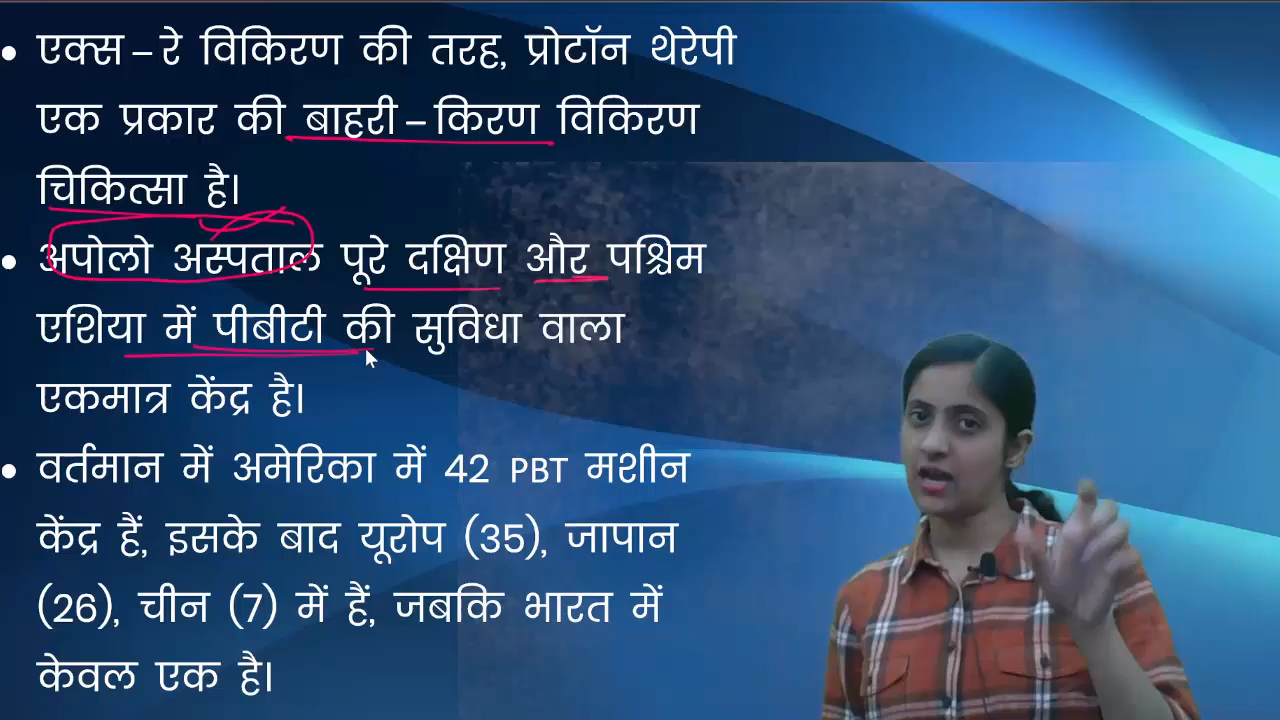 • एक्स–रे विकिरण की तरह, प्रोटॉन थेरेपी
एक प्रकार की बाहरी–किरण विकिरण
चिकित्सा है।
• अपोलो अस्पताल पूरे दक्षिण और पश्चिम
एशिया में पीबीटी की सुविधा वाला
एकमात्र केंद्र है।
• वर्तमान में अमेरिका में 42 PBT मशीन
केंद्र हैं, इसके बाद यूरोप (35), जापान
(26), चीन (7) में हैं, जबकि भारत में
केवल एक है।